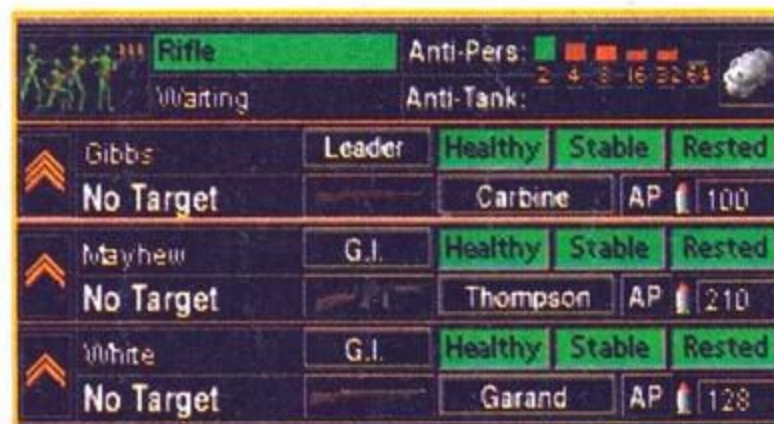 Rifle Anti-Pers:
2 4 8 16 32 64
Waiting Anti-Tank:
Gibbs Leader Healthy Stable Rested
No Target Carbine AP 100
Mayhew G.I. Healthy Stable Rested
No Target Thompson AP 210
White G.I. Healthy Stable Rested
No Target Garand AP 128